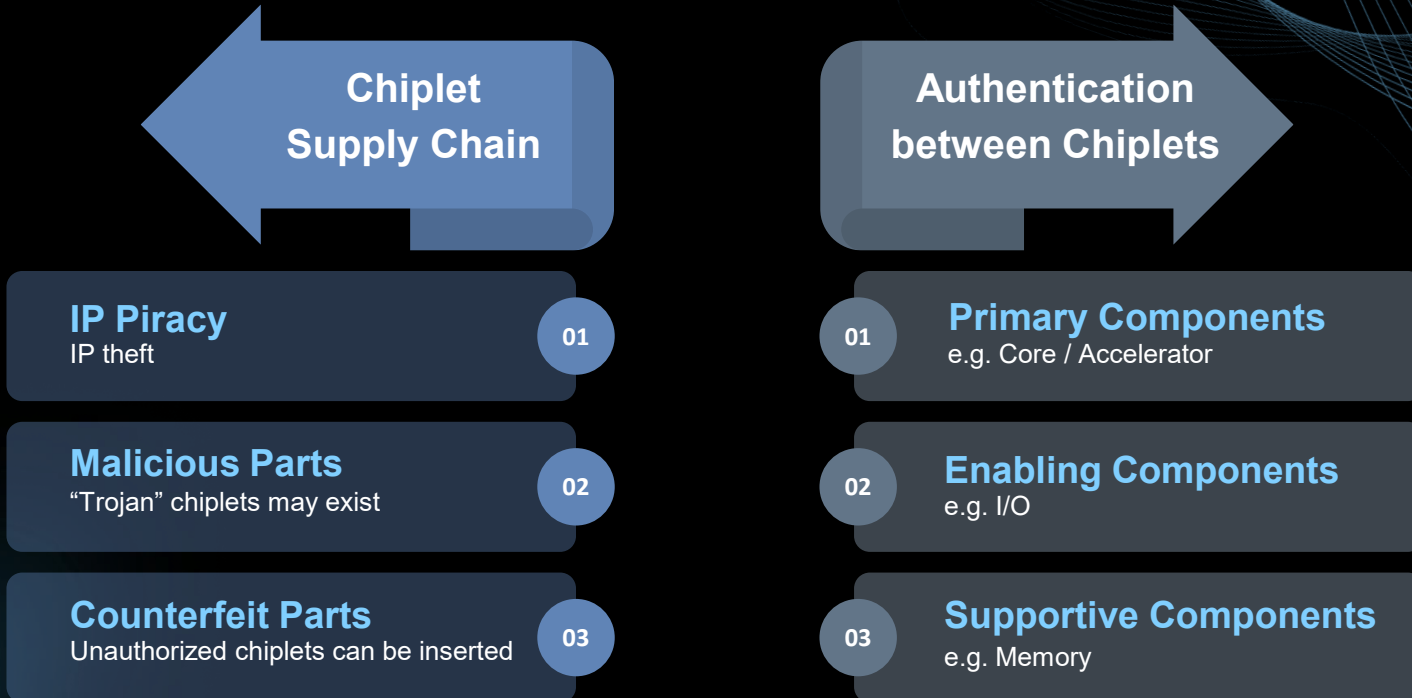 Chiplet
Supply Chain
IP Piracy
IP theft
01
Malicious Parts
“Trojan” chiplets may exist
02
Counterfeit Parts
Unauthorized chiplets can be inserted
03
Authentication
between Chiplets
01
Primary Components
e.g. Core / Accelerator
02
Enabling Components
e.g. I/O
03
Supportive Components
e.g. Memory